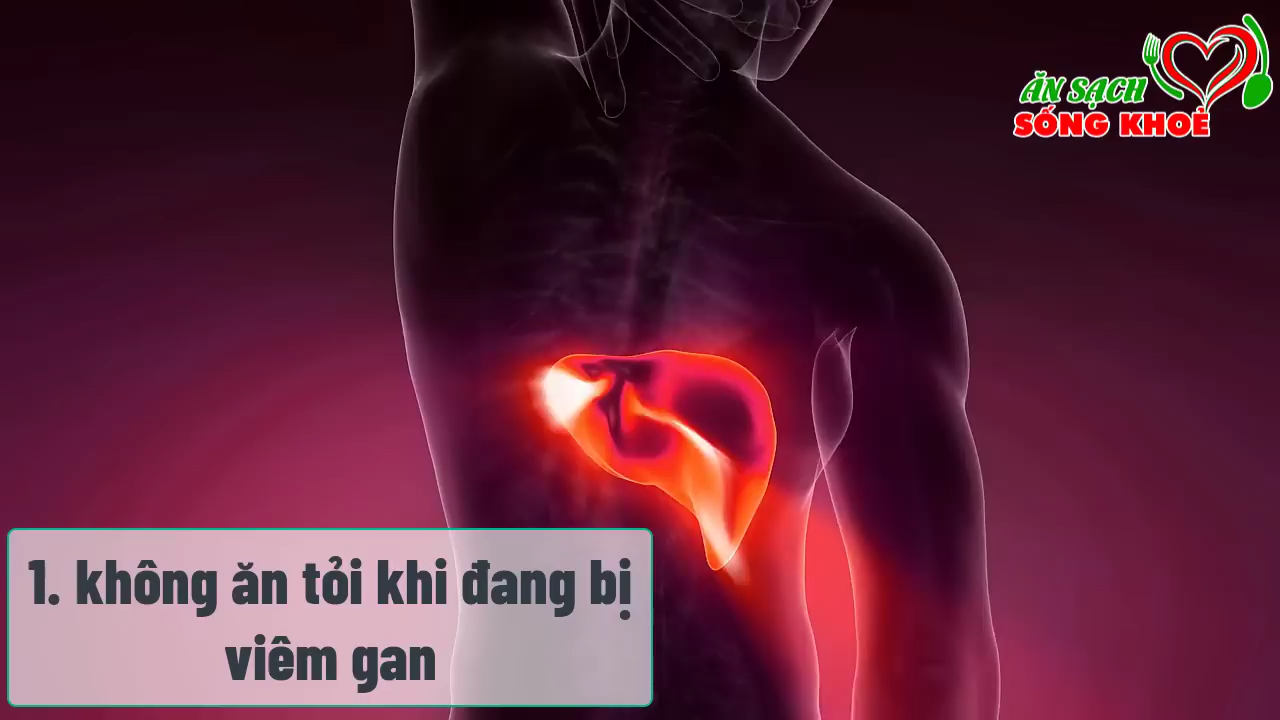 ĂN SẠCH
SỐNG KHOẺ
1. không ăn tỏi khi đang bị
viêm gan